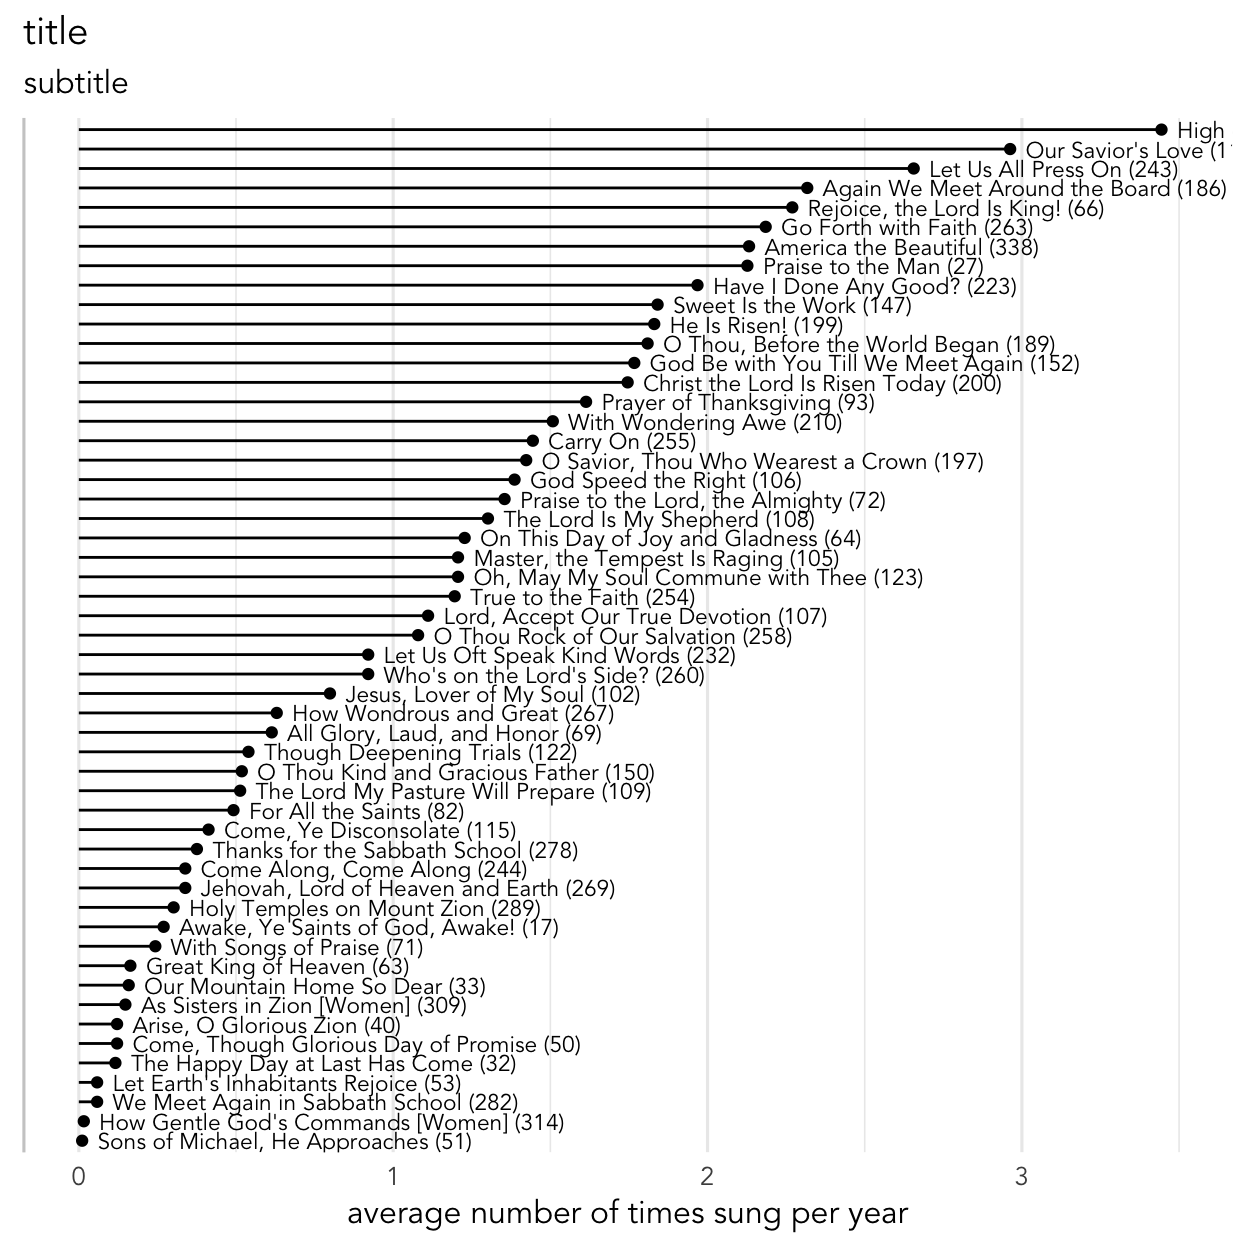 title
subtitle
High
Our Savior's Love (1
Let Us All Press On (243)
Again We Meet Around the Board (186)
Rejoice, the Lord Is King! (66)
Go Forth with Faith (263)
America the Beautiful (338)
Praise to the Man (27)
Have I Done Any Good? (223)
Sweet Is the Work (147)
He Is Risen! (199)
O Thou, Before the World Began (189)
God Be with You Till We Meet Again (152)
Christ the Lord Is Risen Today (200)
Prayer of Thanksgiving (93)
With Wondering Awe (210)
Carry On (255)
O Savior, Thou Who Wearest a Crown (197)
God Speed the Right (106)
Praise to the Lord, the Almighty (72)
The Lord Is My Shepherd (108)
On This Day of Joy and Gladness (64)
Master, the Tempest Is Raging (105)
Oh, May My Soul Commune with Thee (123)
True to the Faith (254)
Lord, Accept Our True Devotion (107)
O Thou Rock of Our Salvation (258)
Let Us Oft Speak Kind Words (232)
Who's on the Lord's Side? (260)
Jesus, Lover of My Soul (102)
How Wondrous and Great (267)
All Glory, Laud, and Honor (69)
Though Deepening Trials (122)
O Thou Kind and Gracious Father (150)
The Lord My Pasture Will Prepare (109)
For All the Saints (82)
Come, Ye Disconsolate (115)
Thanks for the Sabbath School (278)
Come Along, Come Along (244)
Jehovah, Lord of Heaven and Earth (269)
Holy Temples on Mount Zion (289)
Awake, Ye Saints of God, Awake! (17)
With Songs of Praise (71)
Great King of Heaven (63)
Our Mountain Home So Dear (33)
As Sisters in Zion [Women] (309)
Arise, O Glorious Zion (40)
Come, Though Glorious Day of Promise (50)
The Happy Day at Last Has Come (32)
Let Earth's Inhabitants Rejoice (53)
We Meet Again in Sabbath School (282)
How Gentle God's Commands [Women] (314)
Sons of Michael, He Approaches (51)
0 1 2 3
average number of times sung per year